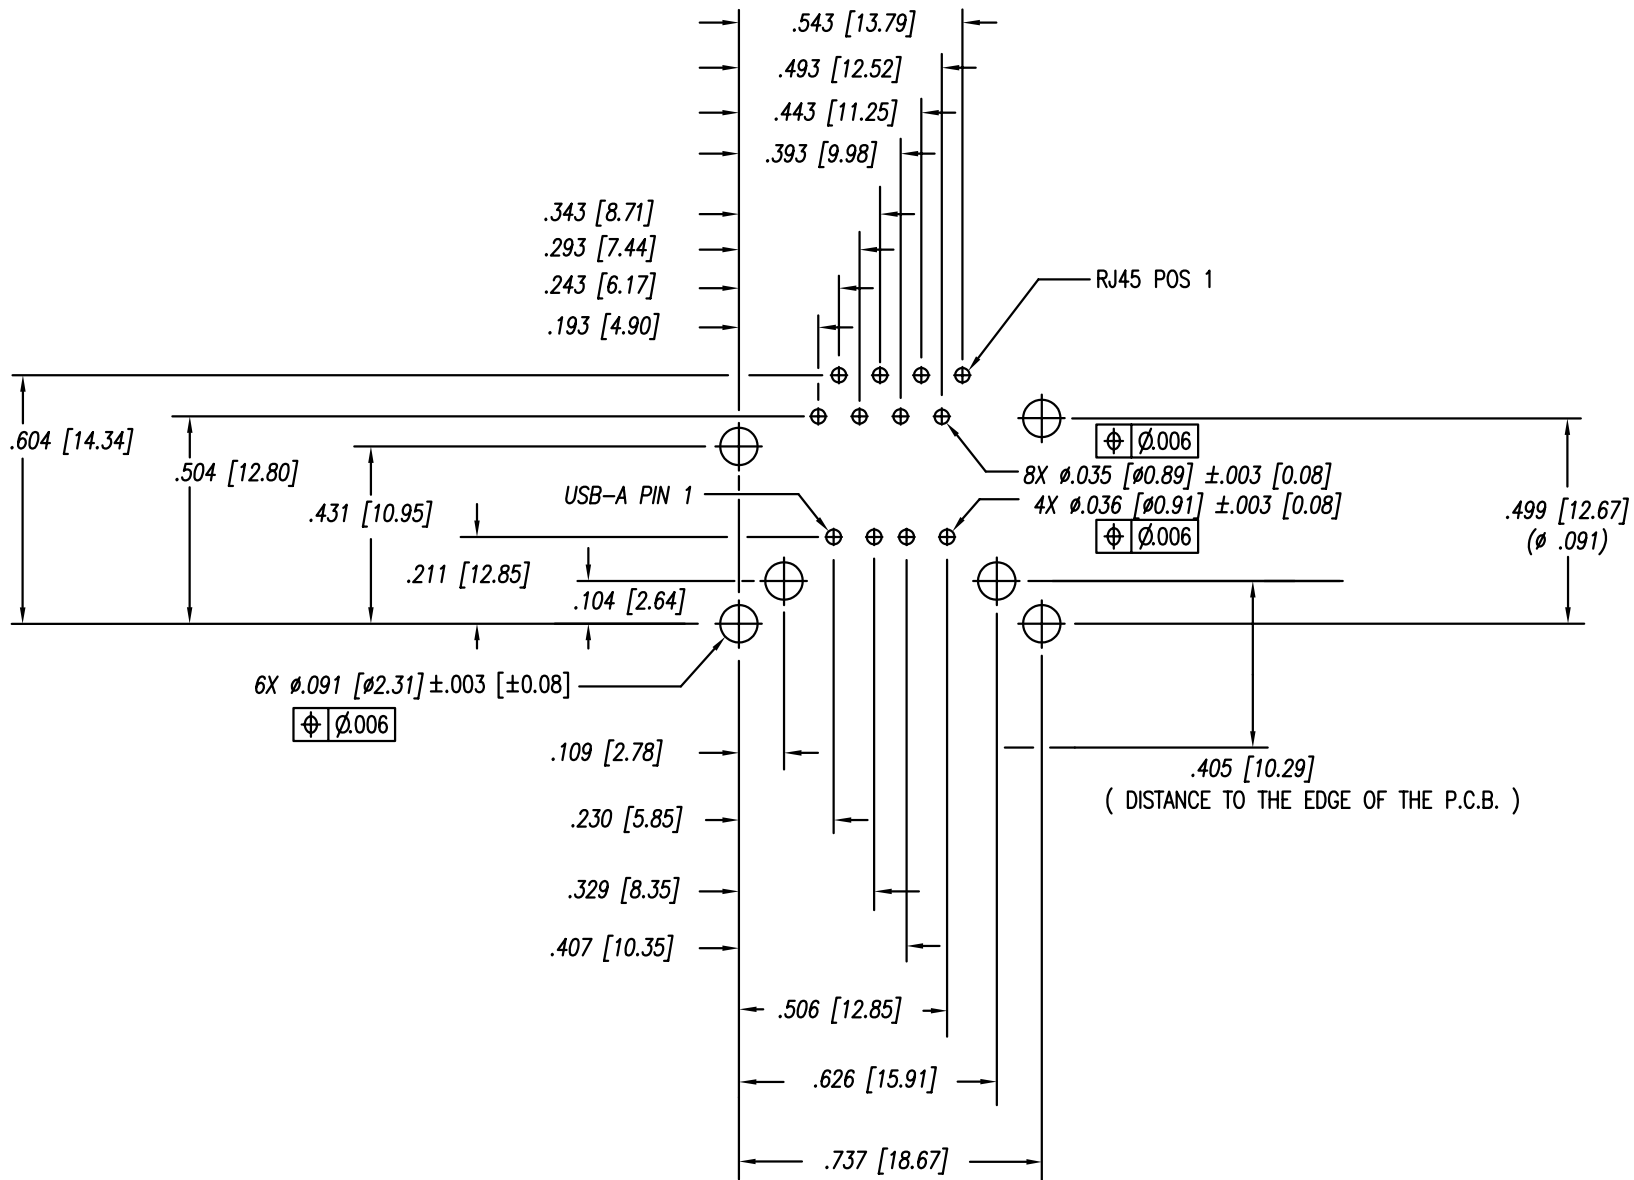 .543 [13.79]
.493 [12.52]
.443 [11.25]
.393 [9.98]
.343 [8.71]
.293 [7.44]
.243 [6.17]
.193 [4.90]
RJ45 POS 1
.604 [14.34]
.504 [12.80]
.431 [10.95]
.211 [12.85]
.104 [2.64]
USB-A PIN 1
⌖ Ø.006
8X ø.035 [ø0.89] ±.003 [0.08]
4X ø.036 [ø0.91] ±.003 [0.08]
⌖ Ø.006
.499 [12.67]
(ø .091)
6X ø.091 [ø2.31] ±.003 [±0.08]
⌖ Ø.006
.109 [2.78]
.405 [10.29]
( DISTANCE TO THE EDGE OF THE P.C.B. )
.230 [5.85]
.329 [8.35]
.407 [10.35]
.506 [12.85]
.626 [15.91]
.737 [18.67]